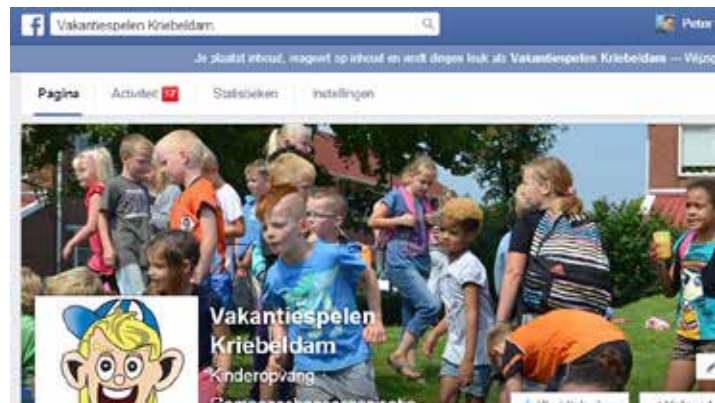 f Vakantiespelen Kriebeldam
Peter
Je plaatst inhoud, reageert op inhoud en vindt dingen leuk als Vakantiespelen Kriebeldam — Wijzig
Pagina Activiteit Statistieken Instellingen
Vakantiespelen
Kriebeldam
Kinderopvang